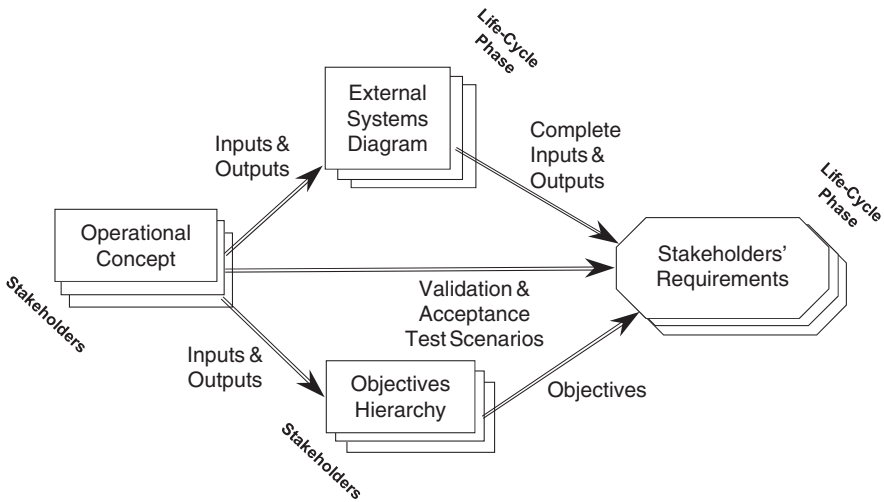 Life-Cycle
Phase
External
Systems
Diagram
Inputs &
Outputs
Complete
Inputs &
Outputs
Life-Cycle
Phase
Operational
Concept
Stakeholders'
Requirements
Stakeholders
Validation &
Acceptance
Test Scenarios
Inputs &
Outputs
Objectives
Hierarchy
Objectives
Stakeholders